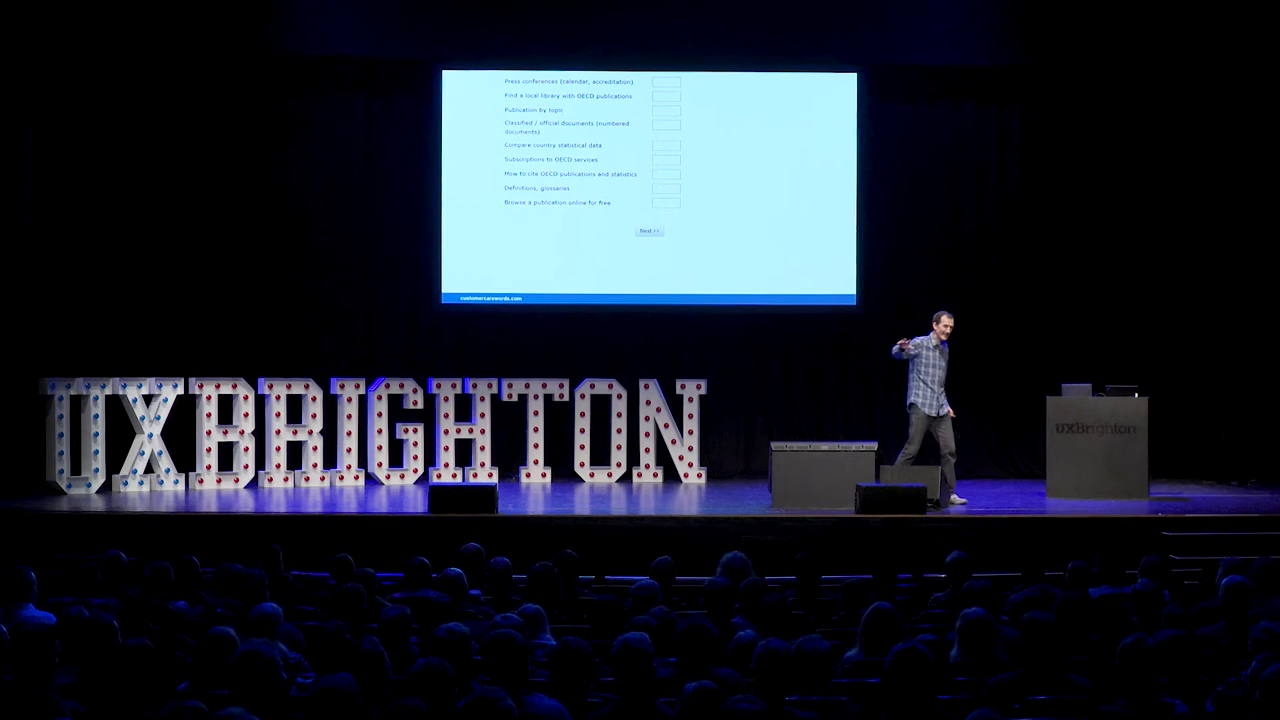 Press conferences (calendar, accreditation)
Find a local library with OECD publications
Publication by topic
Classified / official documents (numbered
documents)
Compare country statistical data
Subscriptions to OECD services
How to cite OECD publications and statistics
Definitions, glossaries
Browse a publication online for free
Next >>
customercarewords.com
UXBRIGHTON
uxBrighton